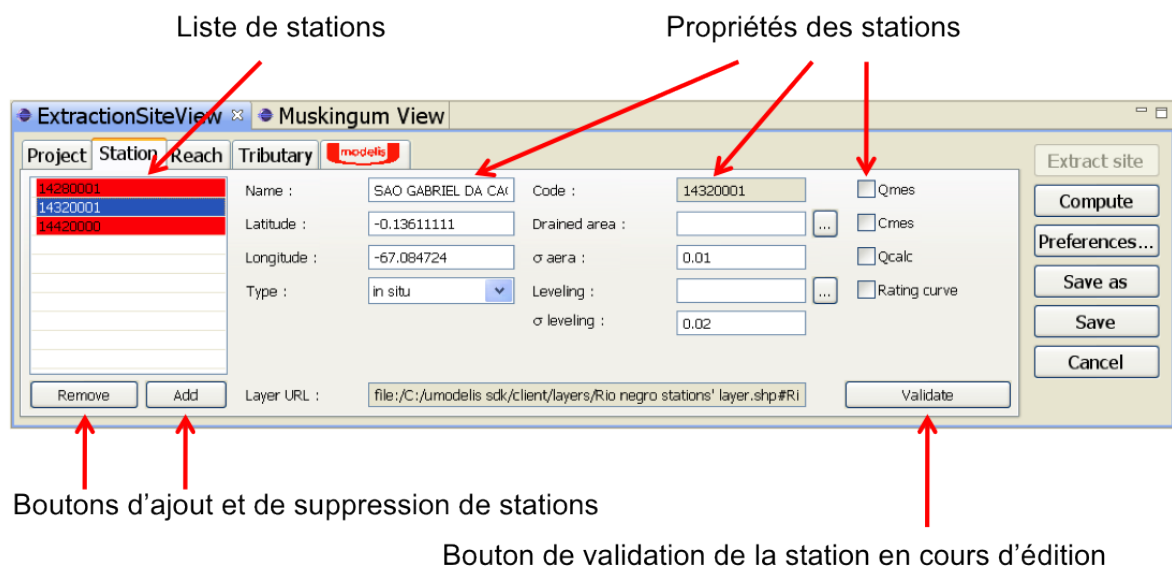 Liste de stations
Propriétés des stations
ExtractionSiteView
Muskingum View
Project
Station
Reach
Tributary
modelis
14280001
14320001
14420000
Name :
SAO GABRIEL DA CA
Code :
14320001
Qmes
Latitude :
-0.13611111
Drained area :
...
Cmes
Longitude :
-67.084724
σ aera :
0.01
Qcalc
Type :
in situ
Leveling :
...
Rating curve
σ leveling :
0.02
Remove
Add
Layer URL :
file:/C:/umodelis sdk/client/layers/Rio negro stations' layer.shp#Ri
Validate
Extract site
Compute
Preferences...
Save as
Save
Cancel
Boutons d'ajout et de suppression de stations
Bouton de validation de la station en cours d'édition